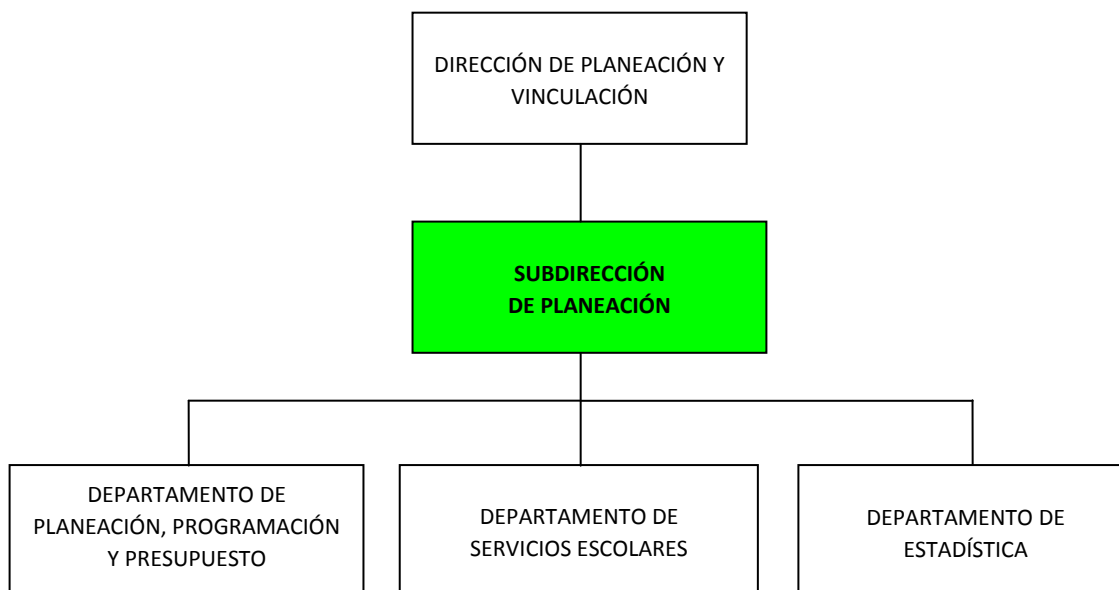 DIRECCIÓN DE PLANEACIÓN Y
VINCULACIÓN
SUBDIRECCIÓN
DE PLANEACIÓN
DEPARTAMENTO DE
PLANEACIÓN, PROGRAMACIÓN
Y PRESUPUESTO
DEPARTAMENTO DE
SERVICIOS ESCOLARES
DEPARTAMENTO DE
ESTADÍSTICA